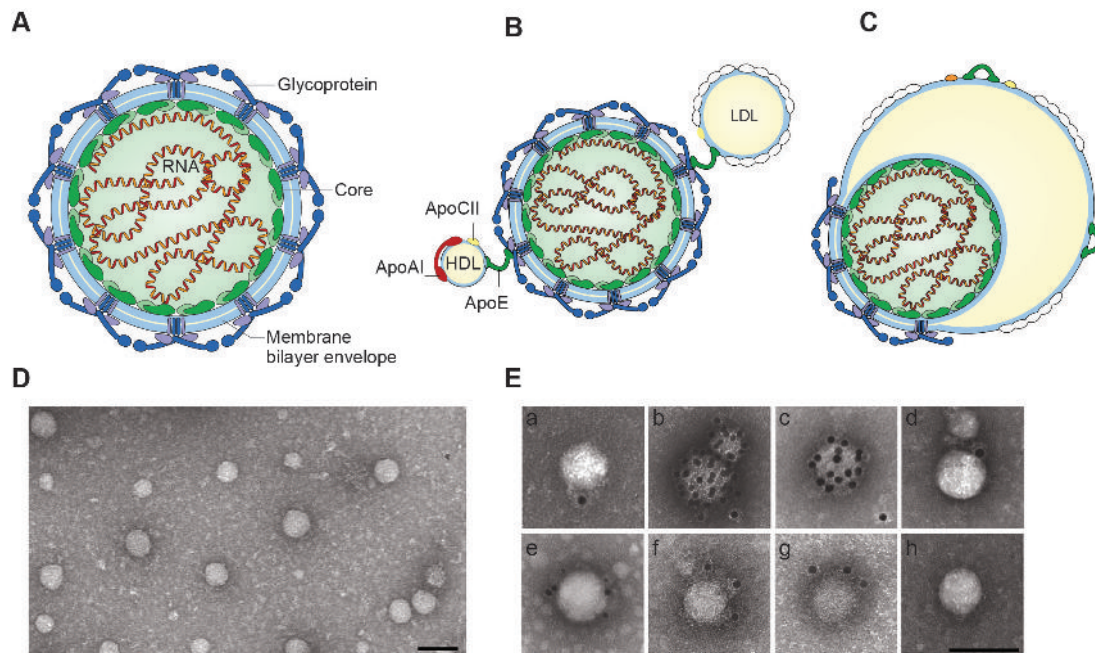 A
B
C
Glycoprotein
RNA
Core
Membrane
bilayer envelope
LDL
ApoCII
HDL
ApoAI
ApoE
D
E
a
b
c
d
e
f
g
h